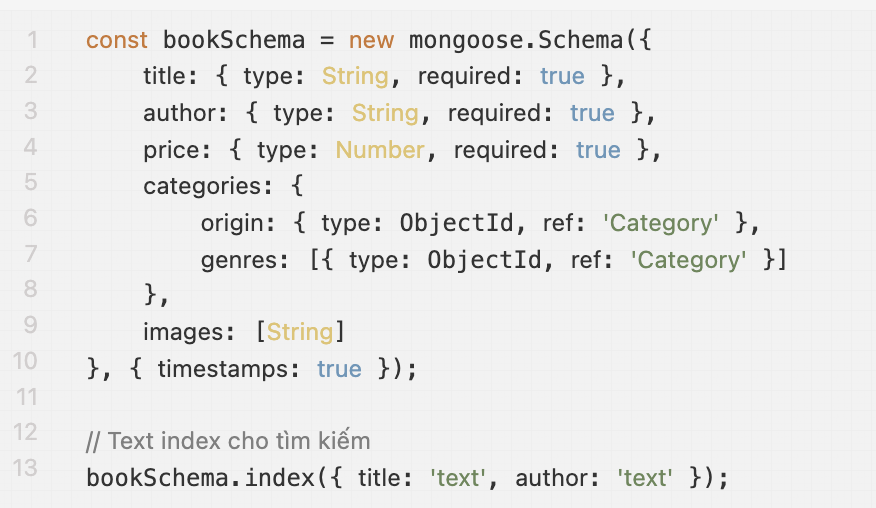 1 const bookSchema = new mongoose.Schema({
2 title: { type: String, required: true },
3 author: { type: String, required: true },
4 price: { type: Number, required: true },
5 categories: {
6 origin: { type: ObjectId, ref: 'Category' },
7 genres: [{ type: ObjectId, ref: 'Category' }]
8 },
9 images: [String]
10 }, { timestamps: true });
11
12 // Text index cho tìm kiếm
13 bookSchema.index({ title: 'text', author: 'text' });